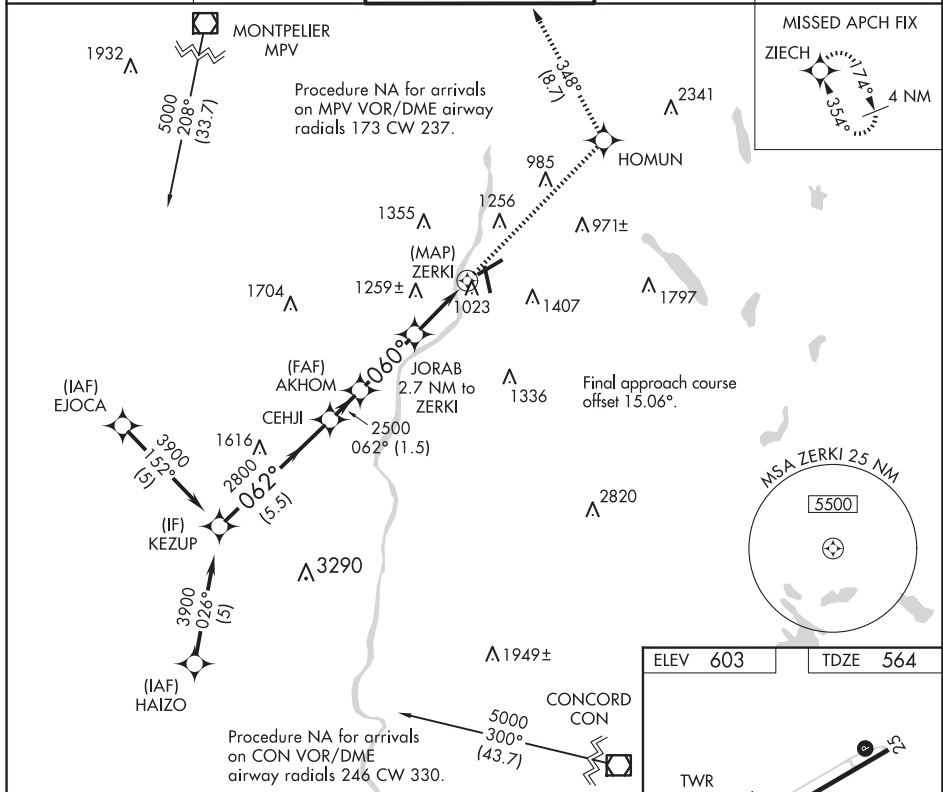 MONTPELIER
MPV
1932
5000
208°
(33.7)
Procedure NA for arrivals
on MPV VOR/DME airway
radials 173 CW 237.
348°
(8.7)
2341
MISSED APCH FIX
ZIECH
174°
354°
4 NM
HOMUN
985
1355
1256
971±
(MAP)
ZERKI
1704
1259±
1023
1407
1797
060°
(FAF)
AKHOM
JORAB
2.7 NM to
ZERKI
1336
Final approach course
offset 15.06°.
(IAF)
EJOCA
CEHJI
2500
062° (1.5)
3900
152°
(5)
1616
2800
062°
(5.5)
MSA ZERKI 25 NM
5500
2820
(IF)
KEZUP
3290
3900
026°
(5)
(IAF)
HAIZO
1949±
ELEV 603
TDZE 564
CONCORD
CON
5000
300°
(43.7)
Procedure NA for arrivals
on CON VOR/DME
airway radials 246 CW 330.
P
25
TWR